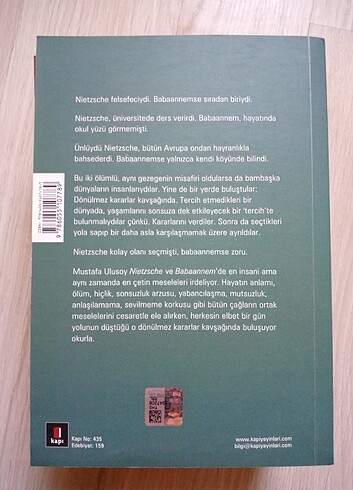 Nietzsche felsefeciydi. Babaannemse sıradan biriydi.
Nietzsche, üniversitede ders verirdi. Babaannem, hayatında
okul yüzü görmemişti.
Ünlüydü Nietzsche, bütün Avrupa ondan hayranlıkla
bahsederdi. Babaannemse yalnızca kendi köyünde bilindi.
Bu iki ölümlü, aynı gezegenin misafiri oldularsa da bambaşka
dünyaların insanlarıydılar. Yine de bir yerde buluştular:
Dönülmez kararlar kavşağında. Tercih etmedikleri bir
dünyada, yaşamlarını sonsuza dek etkileyecek bir 'tercih'te
bulunmalıydılar çünkü. Kararlarını verdiler. Sonra da seçtikleri
yola sapıp bir daha asla karşılaşmamak üzere ayrıldılar.
Nietzsche kolay olanı seçmişti, babaannemse zoru.
Mustafa Ulusoy Nietzsche ve Babaannem'de en insani ama
aynı zamanda en çetin meseleleri irdeliyor. Hayatın anlamı,
ölüm, hiçlik, sonsuzluk arzusu, yabancılaşma, mutsuzluk,
anlaşılamama, sevilmeme korkusu gibi bütün çağların ortak
meselelerini cesaretle ele alırken, herkesin elbet bir gün
yolunun düştüğü o dönülmez kararlar kavşağında buluşuyor
okurla.
9 786055 107789
kapı
Kapı No: 435
Edebiyat: 159
www.kapiyayinlari.com
bilgi@kapiyayinlari.com